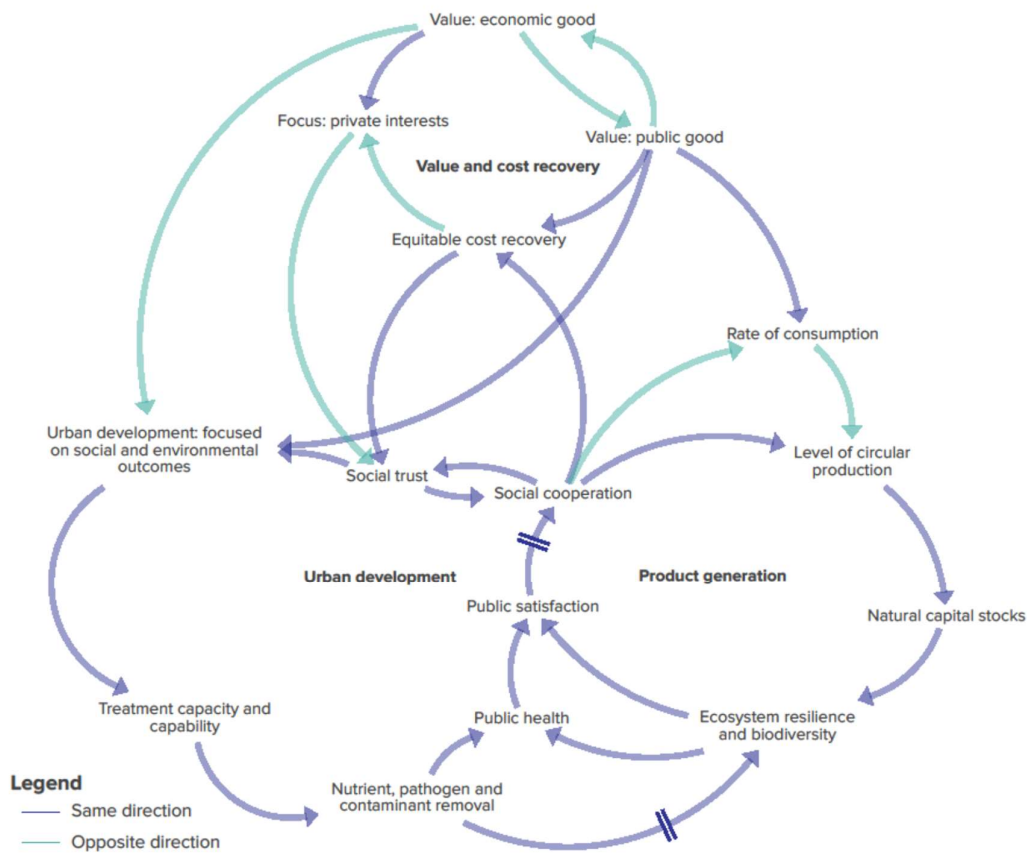 Value: economic good
Focus: private interests
Value: public good
Value and cost recovery
Equitable cost recovery
Rate of consumption
Urban development: focused
on social and environmental
outcomes
Level of circular
production
Social trust
Social cooperation
Urban development
Product generation
Public satisfaction
Natural capital stocks
Treatment capacity and
capability
Public health
Ecosystem resilience
and biodiversity
Nutrient, pathogen and
contaminant removal
Legend
Same direction
Opposite direction